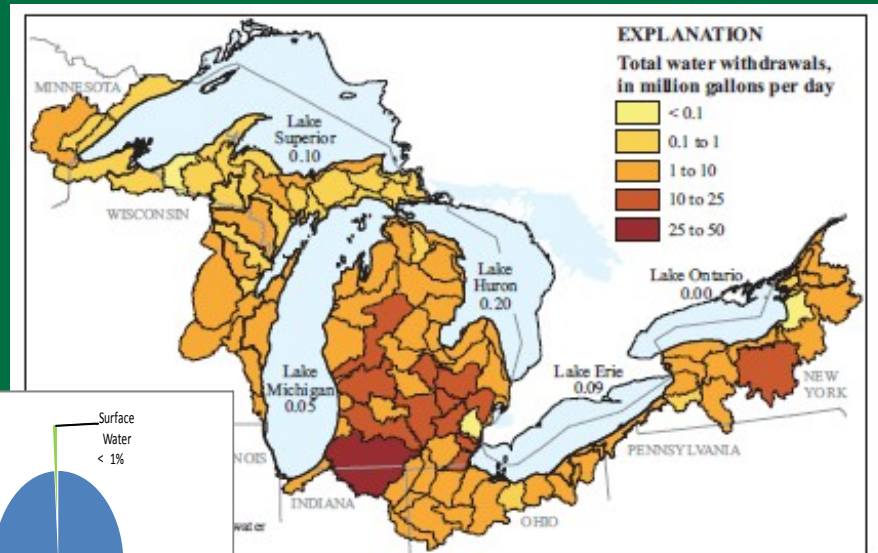 EXPLANATION
Total water withdrawals,
in million gallons per day
< 0.1
0.1 to 1
1 to 10
10 to 25
25 to 50
MINNESOTA
Lake
Superior
0.10
WISCONSIN
Lake
Huron
0.20
Lake Ontario
0.00
Lake
Michigan
0.05
Lake Erie
0.09
NEW
YORK
PENNSYLVANIA
NOIS
INDIANA
OHIO
water
Surface
Water
< 1%